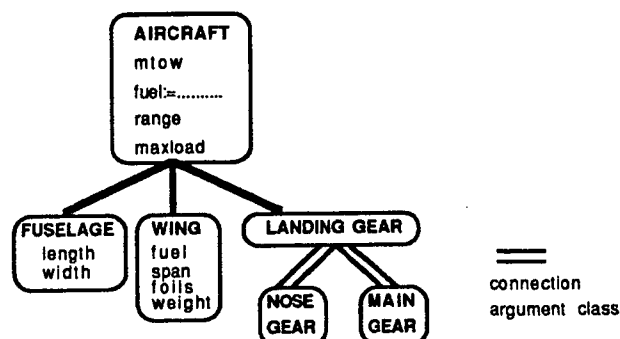 AIRCRAFT
mtow
fuel:=..........
range
maxload
FUSELAGE
length
width
WING
fuel
span
foils
weight
LANDING GEAR
NOSE
GEAR
MAIN
GEAR
connection
argument class